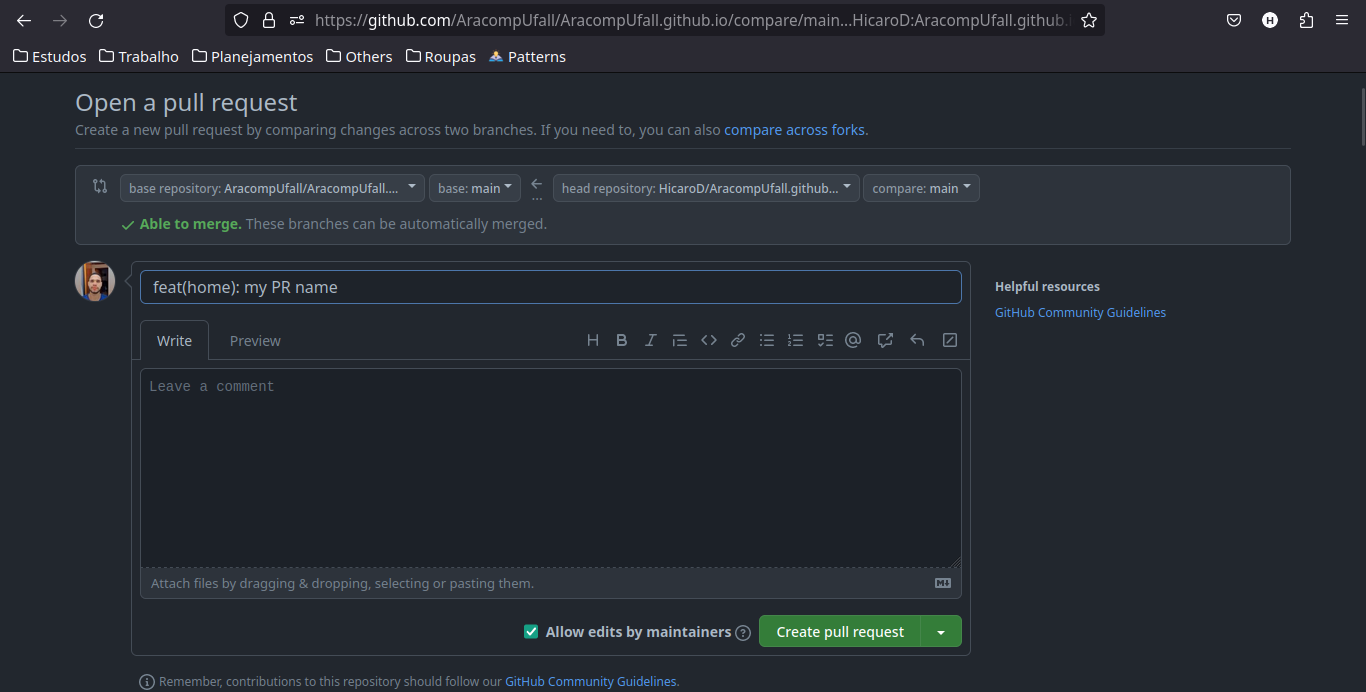 https://github.com/AracompUfall/AracompUfall.github.io/compare/main...HicaroD:AracompUfall.github.i
H
Estudos Trabalho Planejamentos Others Roupas Patterns
Open a pull request
Create a new pull request by comparing changes across two branches. If you need to, you can also compare across forks.
base repository: AracompUfall/AracompUfall.... base: main ... head repository: HicaroD/AracompUfall.github... compare: main
Able to merge. These branches can be automatically merged.
feat(home): my PR name
Helpful resources
GitHub Community Guidelines
Write Preview
Leave a comment
Attach files by dragging & dropping, selecting or pasting them.
Allow edits by maintainers Create pull request
Remember, contributions to this repository should follow our GitHub Community Guidelines.